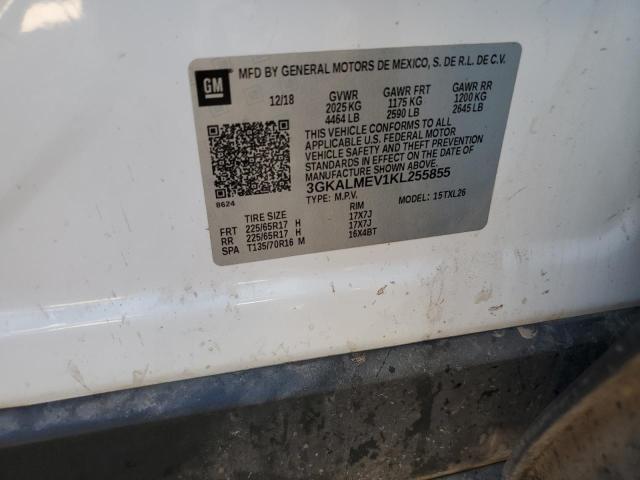 GM
MFD BY GENERAL MOTORS DE MEXICO, S. DE R.L. DE C.V.
12/18 GVWR GAWR FRT GAWR RR
2025 KG 1175 KG 1200 KG
4464 LB 2590 LB 2645 LB
THIS VEHICLE CONFORMS TO ALL
APPLICABLE U.S. FEDERAL MOTOR
VEHICLE SAFETY AND THEFT PREVENTION
STANDARDS IN EFFECT ON THE DATE OF
MANUFACTURE SHOWN ABOVE.
3GKALMEV1KL255855
8624 TYPE: M.P.V. MODEL: 15TXL26
TIRE SIZE RIM
FRT 225/65R17 H 17X7J
RR 225/65R17 H 17X7J
SPA T135/70R16 M 16X4BT